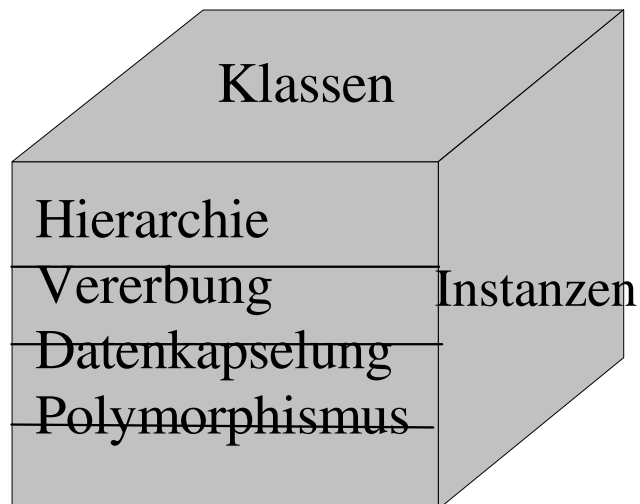 Klassen
Hierarchie
Vererbung
Instanzen
Datenkapselung
Polymorphismus